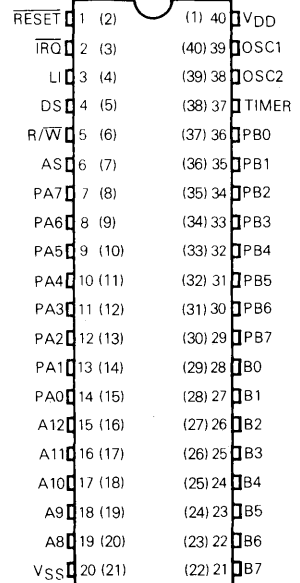 RESET 1 (2) (1) 40 VDD
IRQ 2 (3) (40) 39 OSC1
LI 3 (4) (39) 38 OSC2
DS 4 (5) (38) 37 TIMER
R/W 5 (6) (37) 36 PB0
AS 6 (7) (36) 35 PB1
PA7 7 (8) (35) 34 PB2
PA6 8 (9) (34) 33 PB3
PA5 9 (10) (33) 32 PB4
PA4 10 (11) (32) 31 PB5
PA3 11 (12) (31) 30 PB6
PA2 12 (13) (30) 29 PB7
PA1 13 (14) (29) 28 B0
PA0 14 (15) (28) 27 B1
A12 15 (16) (27) 26 B2
A11 16 (17) (26) 25 B3
A10 17 (18) (25) 24 B4
A9 18 (19) (24) 23 B5
A8 19 (20) (23) 22 B6
VSS 20 (21) (22) 21 B7